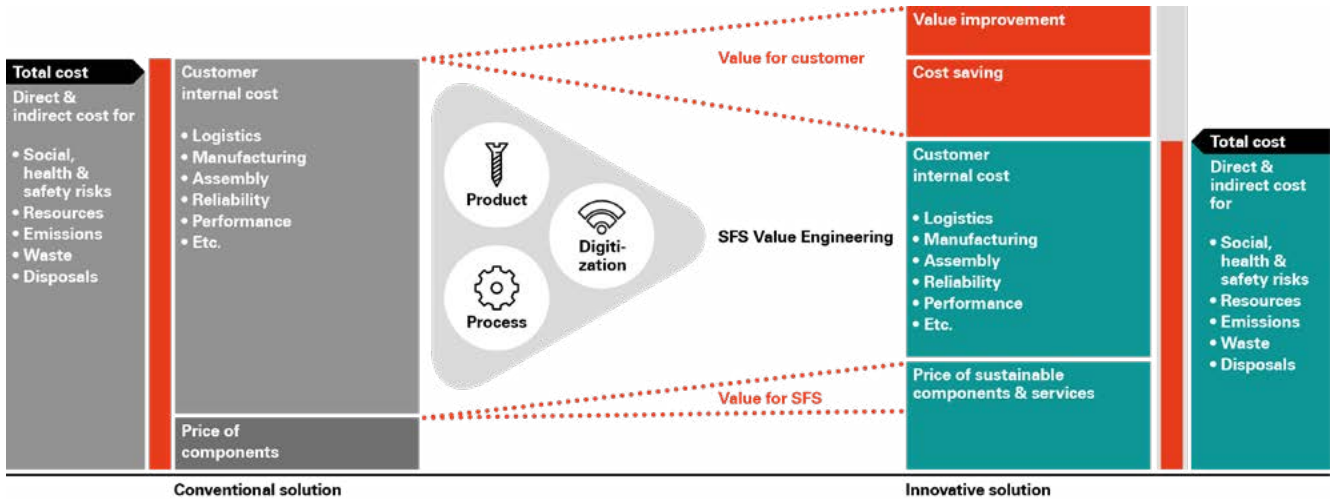 Total cost
Direct &
indirect cost for
• Social,
health &
safety risks
• Resources
• Emissions
• Waste
• Disposals
Customer
internal cost
• Logistics
• Manufacturing
• Assembly
• Reliability
• Performance
• Etc.
Price of
components
Conventional solution
Product
Process
Digiti-
zation
Value for customer
SFS Value Engineering
Value for SFS
Value improvement
Cost saving
Customer
internal cost
• Logistics
• Manufacturing
• Assembly
• Reliability
• Performance
• Etc.
Price of sustainable
components & services
Innovative solution
Total cost
Direct &
indirect cost
for
• Social,
health &
safety risks
• Resources
• Emissions
• Waste
• Disposals